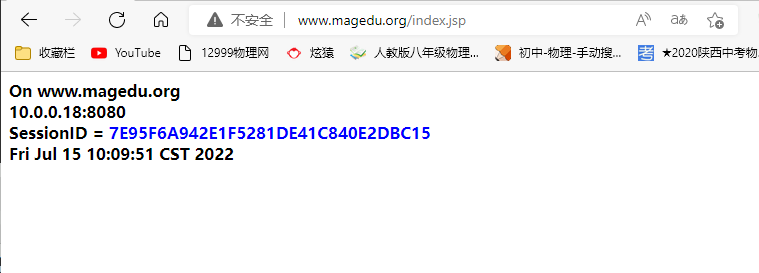 不安全 www.magedu.org/index.jsp
收藏栏 YouTube 12999物理网 炫猿 人教版八年级物理... 初中-物理-手动搜... 考 ★2020陕西中考物
On www.magedu.org
10.0.0.18:8080
SessionID = 7E95F6A942E1F5281DE41C840E2DBC15
Fri Jul 15 10:09:51 CST 2022